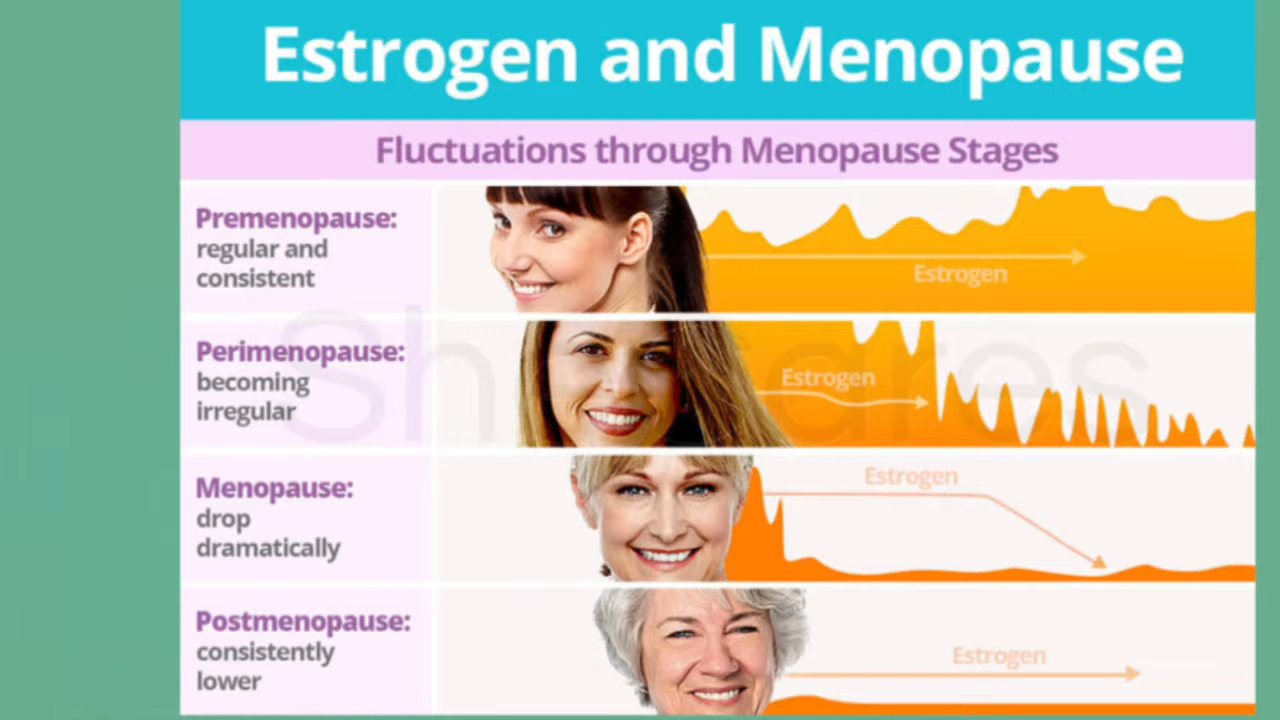 Estrogen and Menopause
Fluctuations through Menopause Stages
Premenopause:
regular and
consistent
Estrogen
Perimenopause:
becoming
irregular
Estrogen
Menopause:
drop
dramatically
Estrogen
Postmenopause:
consistently
lower
Estrogen